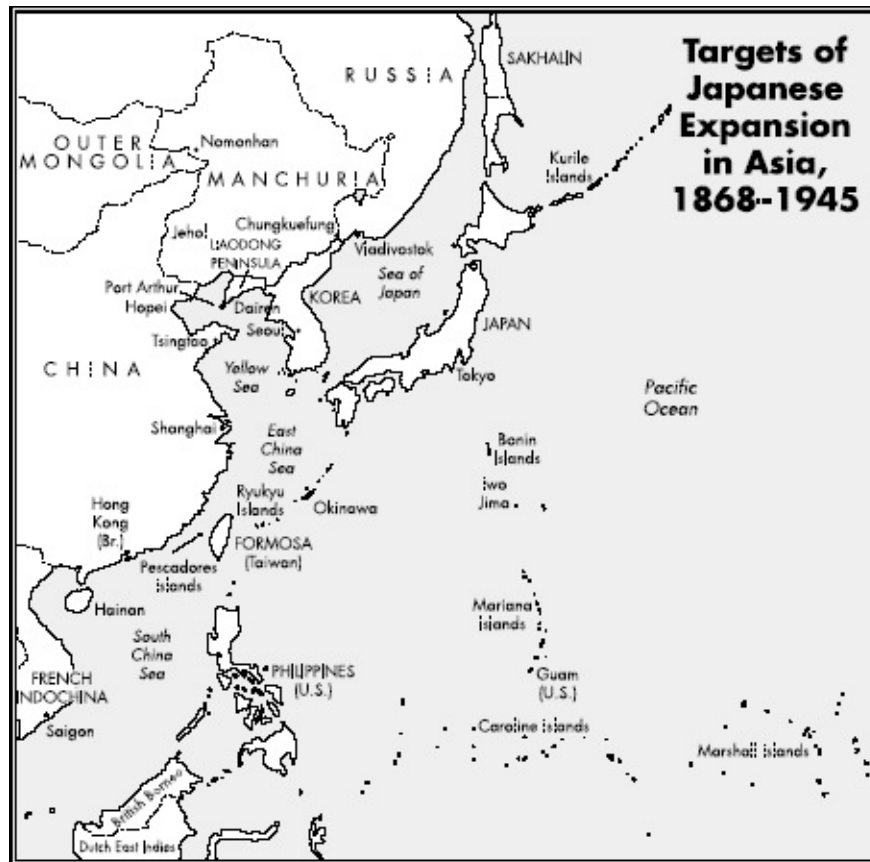 Targets of
Japanese
Expansion
in Asia,
1868--1945
SAKHALIN
RUSSIA
OUTER
MONGOLIA
Nomonhan
Kurile
Islands
MANCHURIA
Chungkuefung
Jehol
LIAODONG
PENINSULA
Vladivostok
Sea of
Japan
Port Arthur
Hopei
Dairen
KOREA
Seoul
JAPAN
Tsingtao
CHINA
Yellow
Sea
Tokyo
Pacific
Ocean
Shanghai
East
China
Sea
Bonin
Islands
Iwo
Jima
Ryukyu
Islands
Okinawa
Hong
Kong
(Br.)
FORMOSA
(Taiwan)
Pescadores
Islands
Hainan
Mariana
Islands
South
China
Sea
FRENCH
INDOCHINA
PHILIPPINES
(U.S.)
Guam
(U.S.)
Saigon
Caroline Islands
Marshall Islands
British Borneo
Dutch East Indies